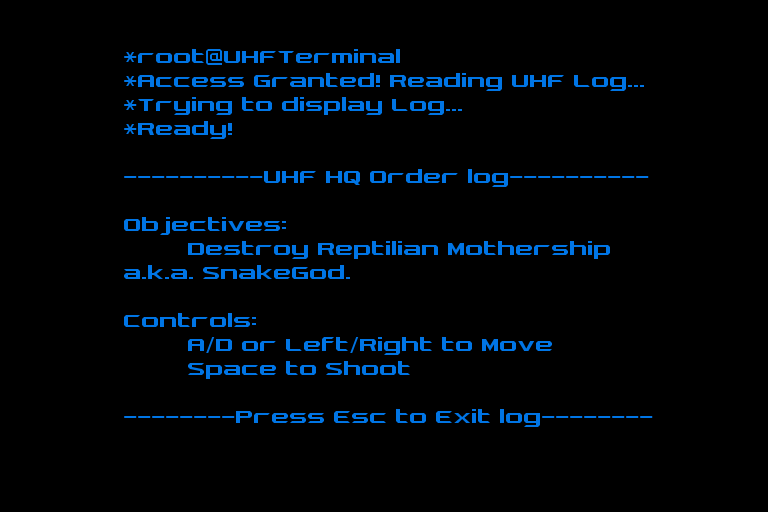 *root@UHFTerminal
*Access Granted! Reading UHF Log...
*Trying to display Log...
*Ready!
----------UHF HQ Order log----------
Objectives:
Destroy Reptilian Mothership
a.k.a. SnakeGod.
Controls:
A/D or Left/Right to Move
Space to Shoot
--------Press Esc to Exit log--------